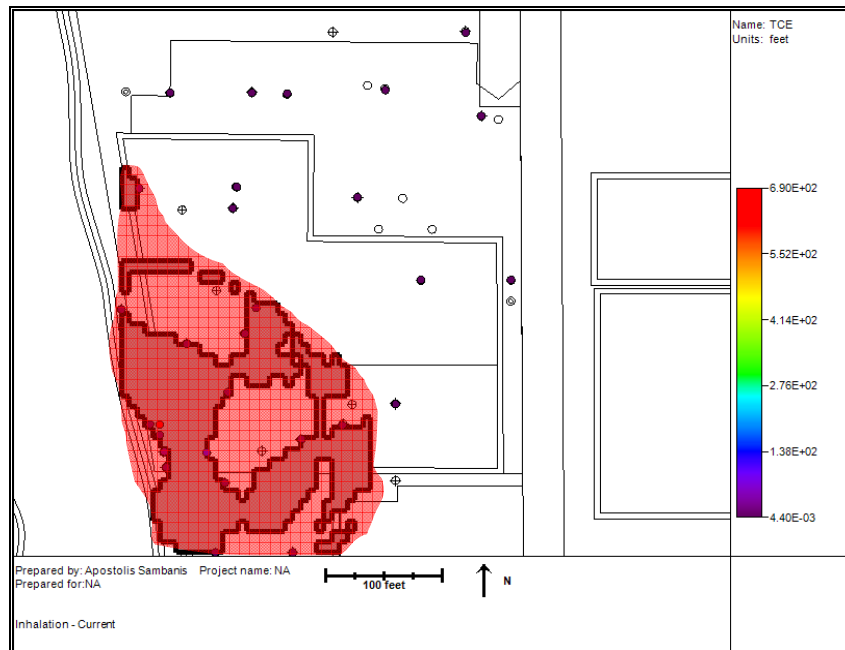 Name: TCE
Units: feet
6.90E+02
5.52E+02
4.14E+02
2.76E+02
1.38E+02
4.40E-03
Prepared by: Apostolis Sambanis Project name: NA
Prepared for:NA
100 feet
N
Inhalation - Current